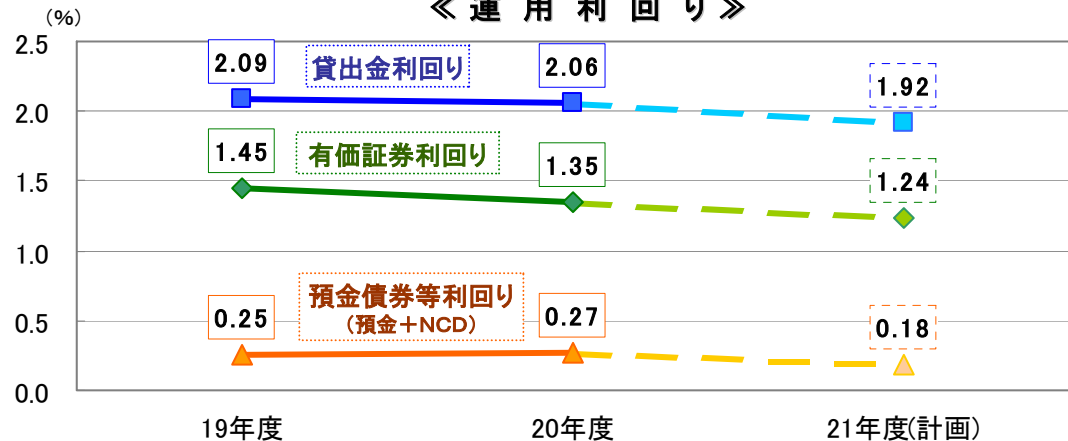 ≪ 運 用 利 回 り ≫
(%)
2.5
2.0
1.5
1.0
0.5
0.0
2.09
貸出金利回り
2.06
1.92
1.45
有価証券利回り
1.35
1.24
0.25
預金債券等利回り
(預金+NCD)
0.27
0.18
19年度
20年度
21年度(計画)